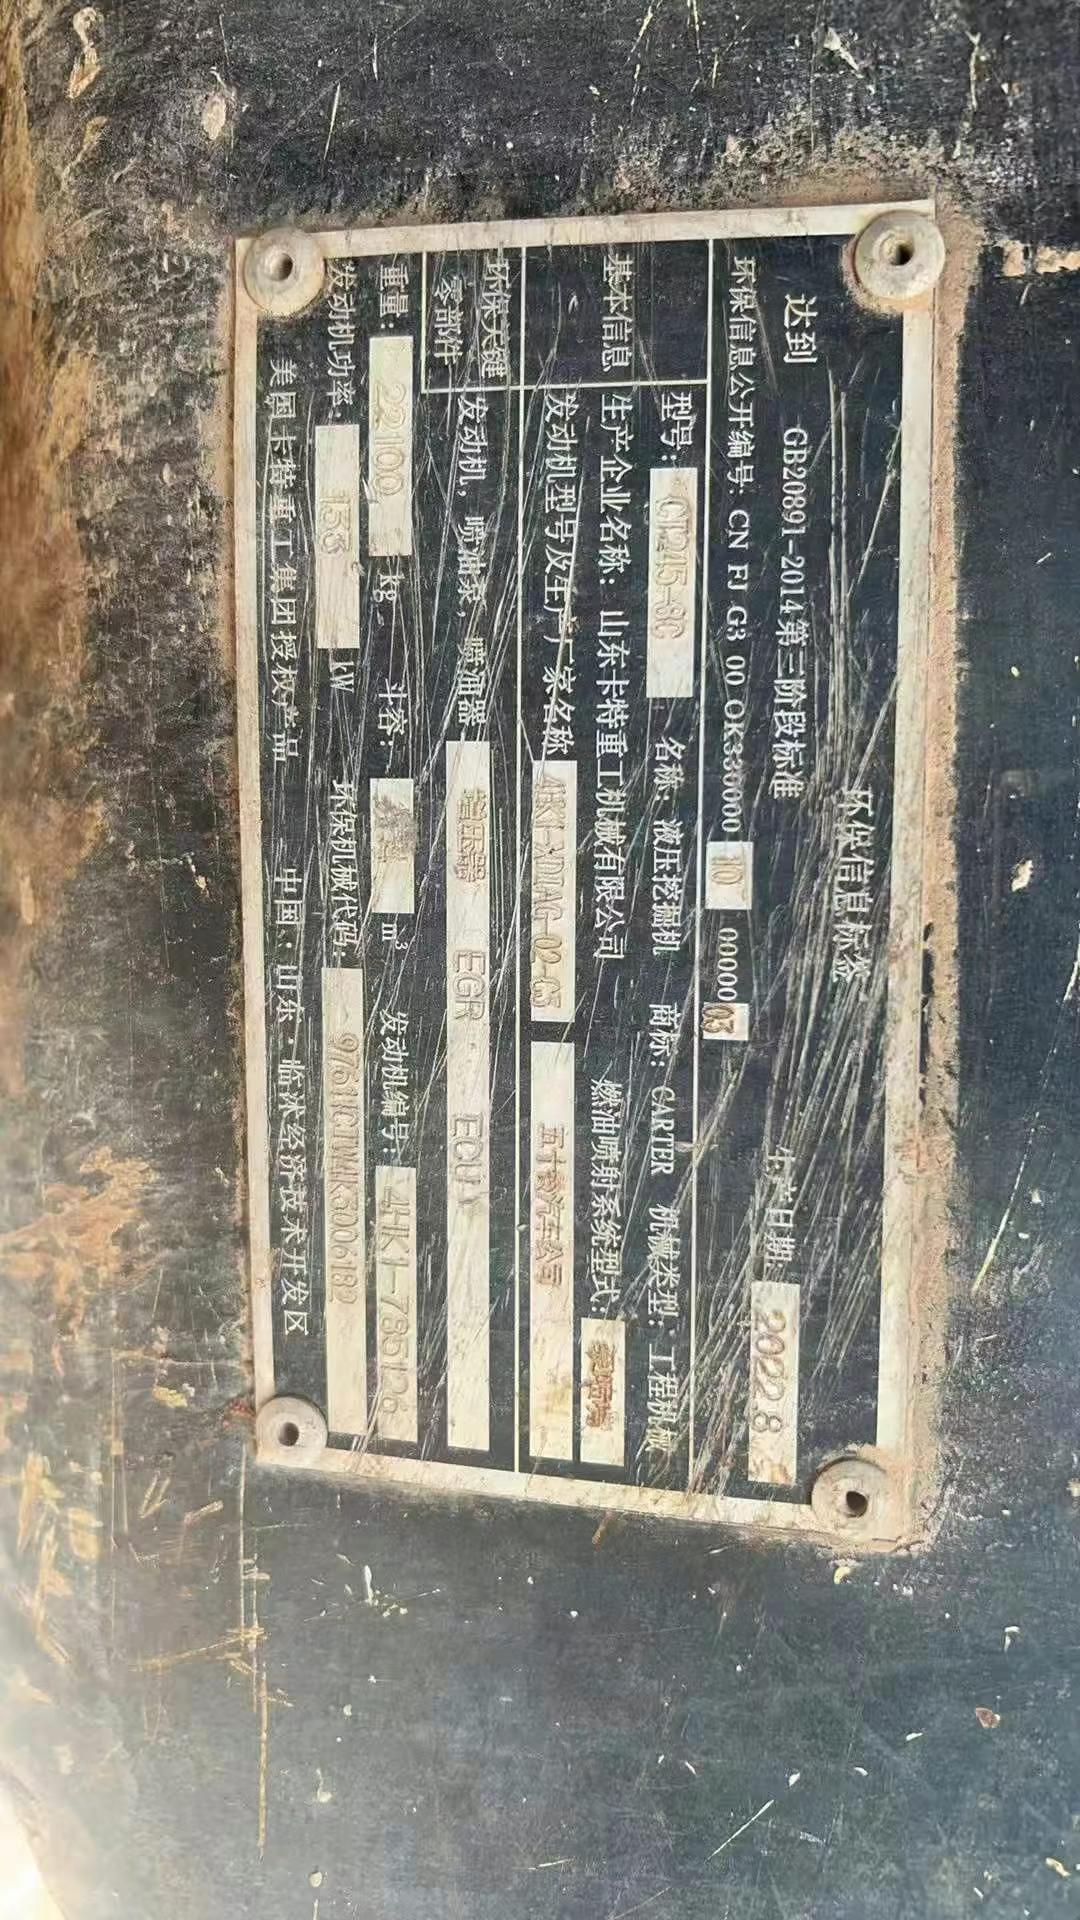 环保信息标签
达到 GB20891-2014第三阶段标准 生产日期: 2022 8
环保信息公开编号: CN FJ G3 00 0K330000 10 00000 03
基本信息
型号: CT215-8C 名称: 液压挖掘机 商标: CARTER 机械类型: 工程机械
生产企业名称: 山东卡特重工机械有限公司 燃油喷射系统型式:
发动机型号及生产厂家名称 五十铃汽车公司
环保关键零部件
发动机, 喷油泵, 喷油器 增压器 EGR ECU
重量: 22100 kg 斗容: m³ 发动机编号: 4HK1-785126
发动机功率: kW 环保机械代码:
美国卡特重工集团授权产品 中国·山东·临沭经济技术开发区